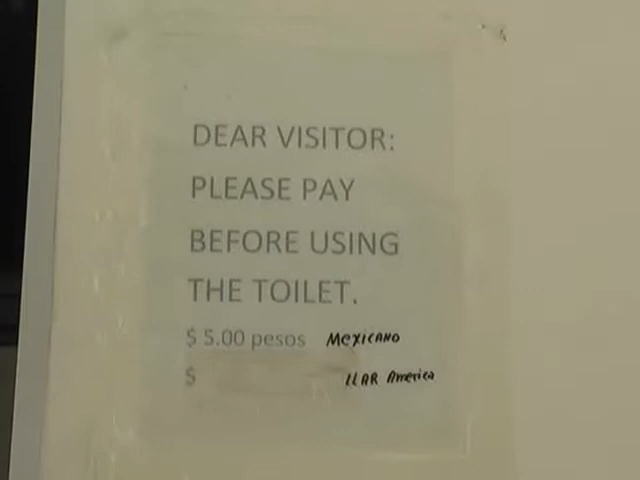 DEAR VISITOR:
PLEASE PAY
BEFORE USING
THE TOILET.
$ 5.00 pesos MexicANO
$ llAR America